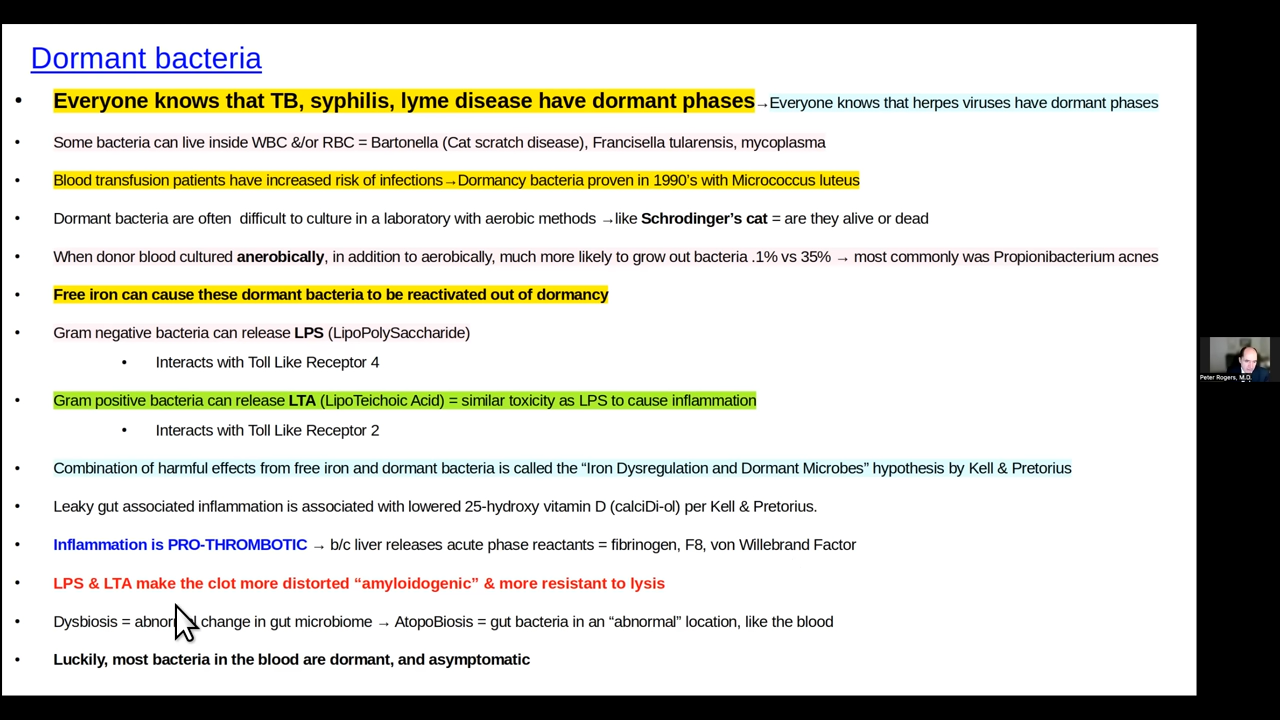 Dormant bacteria
• Everyone knows that TB, syphilis, lyme disease have dormant phases→Everyone knows that herpes viruses have dormant phases
• Some bacteria can live inside WBC &/or RBC = Bartonella (Cat scratch disease), Francisella tularensis, mycoplasma
• Blood transfusion patients have increased risk of infections→Dormancy bacteria proven in 1990’s with Micrococcus luteus
• Dormant bacteria are often difficult to culture in a laboratory with aerobic methods →like Schrodinger’s cat = are they alive or dead
• When donor blood cultured anerobically, in addition to aerobically, much more likely to grow out bacteria .1% vs 35% → most commonly was Propionibacterium acnes
• Free iron can cause these dormant bacteria to be reactivated out of dormancy
• Gram negative bacteria can release LPS (LipoPolySaccharide)
• Interacts with Toll Like Receptor 4
• Gram positive bacteria can release LTA (LipoTeichoic Acid) = similar toxicity as LPS to cause inflammation
• Interacts with Toll Like Receptor 2
• Combination of harmful effects from free iron and dormant bacteria is called the “Iron Dysregulation and Dormant Microbes” hypothesis by Kell & Pretorius
• Leaky gut associated inflammation is associated with lowered 25-hydroxy vitamin D (calciDi-ol) per Kell & Pretorius.
• Inflammation is PRO-THROMBOTIC → b/c liver releases acute phase reactants = fibrinogen, F8, von Willebrand Factor
• LPS & LTA make the clot more distorted “amyloidogenic” & more resistant to lysis
• Dysbiosis = change in gut microbiome → AtopoBiosis = gut bacteria in an “abnormal” location, like the blood
• Luckily, most bacteria in the blood are dormant, and asymptomatic
Peter Rogers, M.D.